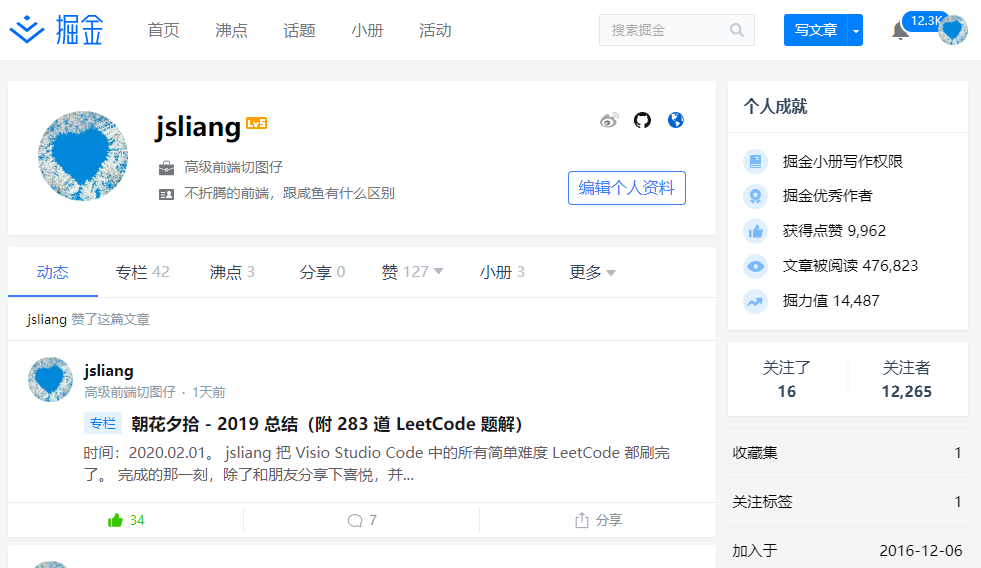 掘金 首页 沸点 话题 小册 活动 搜索掘金 写文章 12.3K
jsliang Lv5
高级前端切图仔
不折腾的前端，跟咸鱼有什么区别
编辑个人资料
动态 专栏 42 沸点 3 分享 0 赞 127 小册 3 更多
jsliang 赞了这篇文章
jsliang
高级前端切图仔 · 1天前
专栏 朝花夕拾 - 2019 总结（附 283 道 LeetCode 题解）
时间：2020.02.01。 jsliang 把 Visio Studio Code 中的所有简单难度 LeetCode 都刷完
了。 完成的那一刻，除了和朋友分享下喜悦，并...
34 7 分享
个人成就
掘金小册写作权限
掘金优秀作者
获得点赞 9,962
文章被阅读 476,823
掘力值 14,487
关注了 关注者
16 12,265
收藏集 1
关注标签 1
加入于 2016-12-06